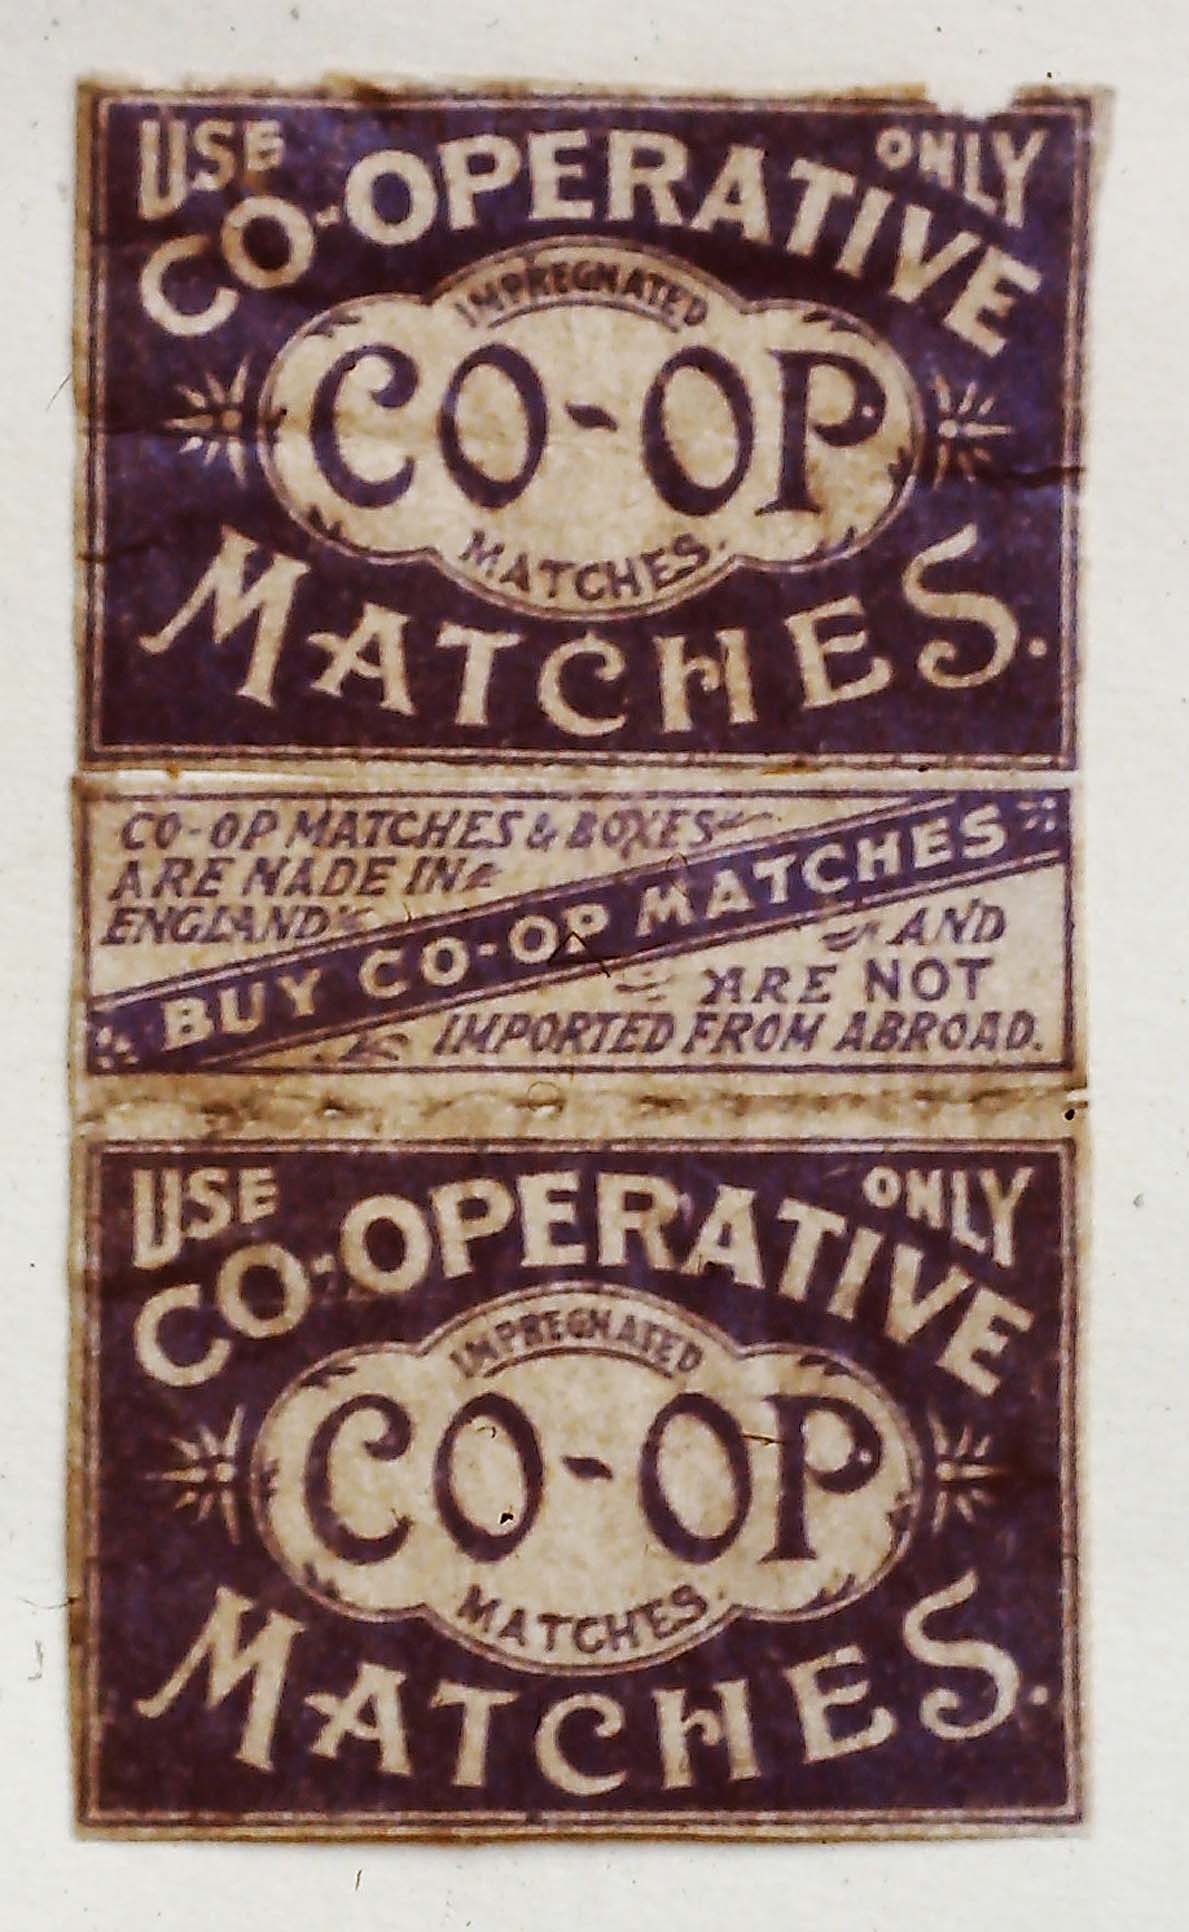 USE ONLY
CO-OPERATIVE
IMPREGNATED
CO-OP
MATCHES.
MATCHES.
CO-OP MATCHES & BOXES
ARE MADE IN
ENGLAND
BUY CO-OP MATCHES
AND
ARE NOT
IMPORTED FROM ABROAD.
USE ONLY
CO-OPERATIVE
IMPREGNATED
CO-OP
MATCHES.
MATCHES.